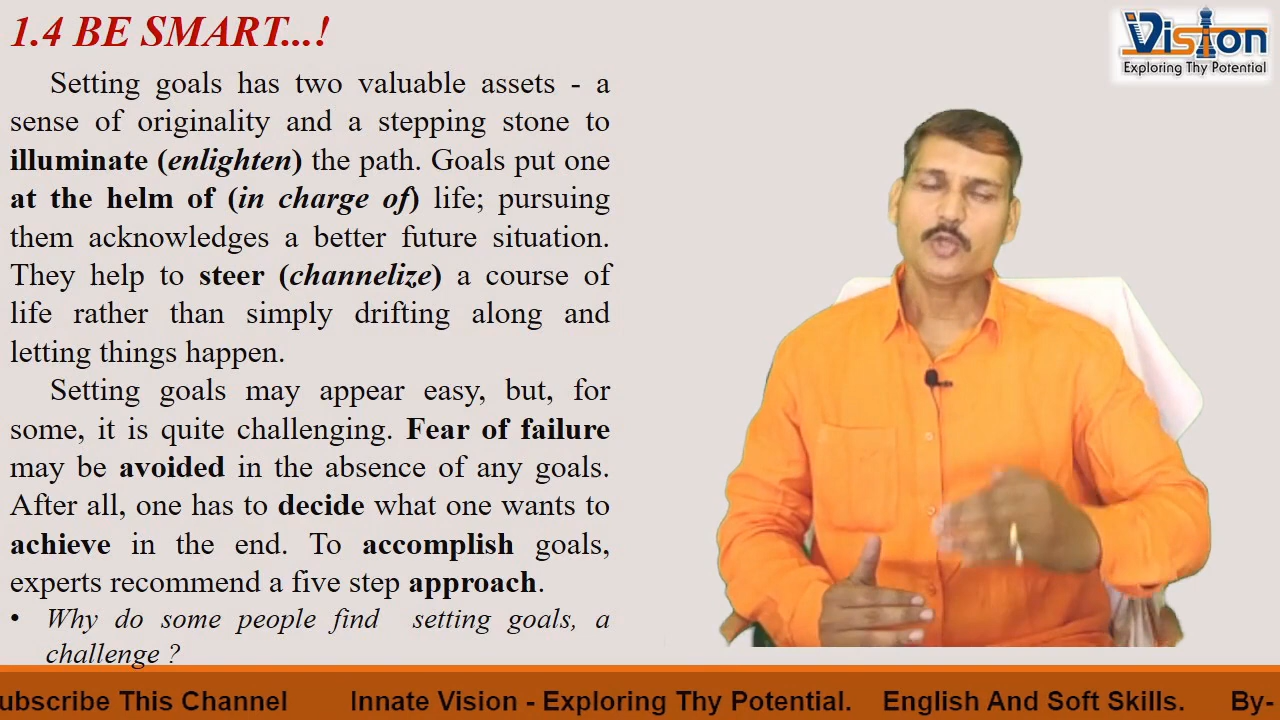 1.4 BE SMART...!
Setting goals has two valuable assets - a
sense of originality and a stepping stone to
illuminate (enlighten) the path. Goals put one
at the helm of (in charge of) life; pursuing
them acknowledges a better future situation.
They help to steer (channelize) a course of
life rather than simply drifting along and
letting things happen.
Setting goals may appear easy, but, for
some, it is quite challenging. Fear of failure
may be avoided in the absence of any goals.
After all, one has to decide what one wants to
achieve in the end. To accomplish goals,
experts recommend a five step approach.
• Why do some people find setting goals, a
challenge ?
iVision
Exploring Thy Potential
ubscribe This Channel Innate Vision - Exploring Thy Potential. English And Soft Skills. By-